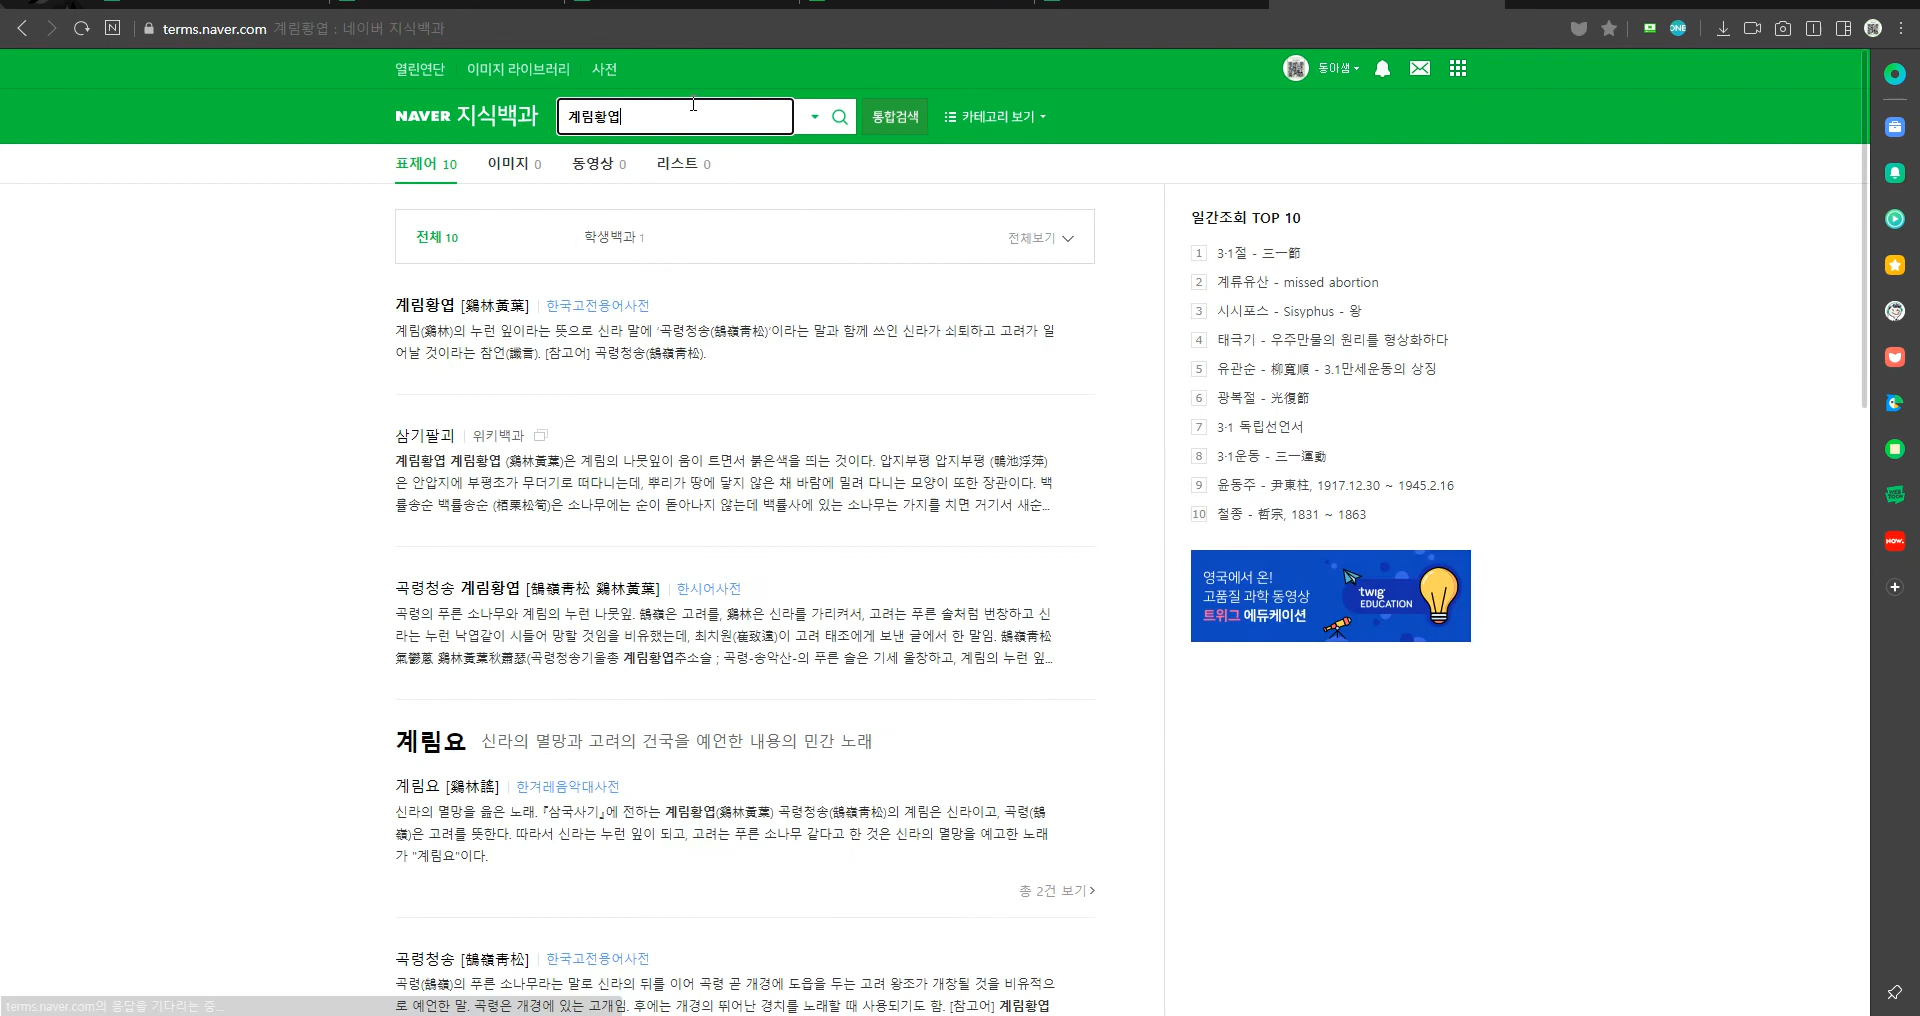 terms.naver.com 계림황엽 : 네이버 지식백과
열린연단 이미지 라이브러리 사전
동아샘
NAVER 지식백과 계림황엽 통합검색 카테고리 보기
표제어 10 이미지 0 동영상 0 리스트 0
전체 10 학생백과 1 전체보기
계림황엽 [鷄林黃葉] 한국고전용어사전
계림(鷄林)의 누런 잎이라는 뜻으로 신라 말에 ‘곡령청송(鵠嶺靑松)’이라는 말과 함께 쓰인 신라가 쇠퇴하고 고려가 일
어날 것이라는 참언(讖言). [참고어] 곡령청송(鵠嶺靑松).
삼기팔괴 위키백과
계림황엽 계림황엽 (鷄林黃葉)은 계림의 나뭇잎이 움이 트면서 붉은색을 띄는 것이다. 압지부평 압지부평 (鴨池浮萍)
은 안압지에 부평초가 무더기로 떠다니는데, 뿌리가 땅에 닿지 않은 채 바람에 밀려 다니는 모양이 또한 장관이다. 백
률송순 백률송순 (栢栗松筍)은 소나무에는 순이 돋아나지 않는데 백률사에 있는 소나무는 가지를 치면 거기서 새순...
곡령청송 계림황엽 [鵠嶺靑松 鷄林黃葉] 한시어사전
곡령의 푸른 소나무와 계림의 누런 나뭇잎. 鵠嶺은 고려를, 鷄林은 신라를 가리켜서, 고려는 푸른 솔처럼 번창하고 신
라는 누런 낙엽같이 시들어 망할 것임을 비유했는데, 최치원(崔致遠)이 고려 태조에게 보낸 글에서 한 말임. 鵠嶺靑松
氣鬱蔥 鷄林黃葉秋蕭瑟(곡령청송기울총 계림황엽추소슬 ; 곡령-송악산-의 푸른 솔은 기세 울창하고, 계림의 누런 잎...
계림요 신라의 멸망과 고려의 건국을 예언한 내용의 민간 노래
계림요 [鷄林謠] 한겨레음악대사전
신라의 멸망을 읊은 노래. 『삼국사기』에 전하는 계림황엽(鷄林黃葉) 곡령청송(鵠嶺靑松)의 계림은 신라이고, 곡령(鵠
嶺)은 고려를 뜻한다. 따라서 신라는 누런 잎이 되고, 고려는 푸른 소나무 같다고 한 것은 신라의 멸망을 예고한 노래
가 "계림요"이다.
총 2건 보기
곡령청송 [鵠嶺靑松] 한국고전용어사전
곡령(鵠嶺)의 푸른 소나무라는 말로 신라의 뒤를 이어 곡령 곧 개경에 도읍을 두는 고려 왕조가 개창될 것을 비유적으
로 예언한 말. 곡령은 개경에 있는 고개임. 후에는 개경의 뛰어난 경치를 노래할 때 사용되기도 함. [참고어] 계림황엽
일간조회 TOP 10
1 3·1절 - 三一節
2 계류유산 - missed abortion
3 시시포스 - Sisyphus - 왕
4 태극기 - 우주만물의 원리를 형상화하다
5 유관순 - 柳寬順 - 3.1만세운동의 상징
6 광복절 - 光復節
7 3·1 독립선언서
8 3·1운동 - 三一運動
9 윤동주 - 尹東柱, 1917.12.30 ~ 1945.2.16
10 철종 - 哲宗, 1831 ~ 1863
영국에서 온!
고품질 과학 동영상
트위그 에듀케이션
twig
EDUCATION
terms.naver.com의 응답을 기다리는 중...
N
ONE
NOW.